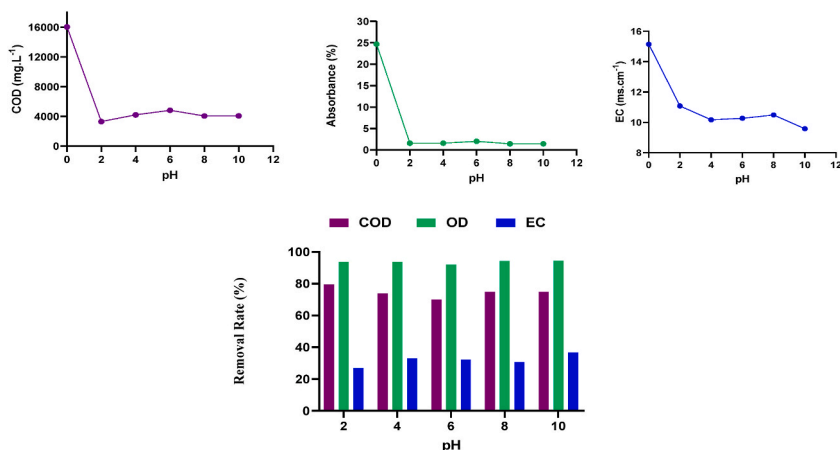 COD (mg.L⁻¹)
16000
12000
8000
4000
0
0 2 4 6 8 10 12
pH
Absorbance (%)
30
25
20
15
10
5
0
0 2 4 6 8 10 12
pH
EC (ms.cm⁻¹)
16
14
12
10
8
0 2 4 6 8 10 12
pH
COD OD EC
Removal Rate (%)
100
80
60
40
20
0
2 4 6 8 10
pH